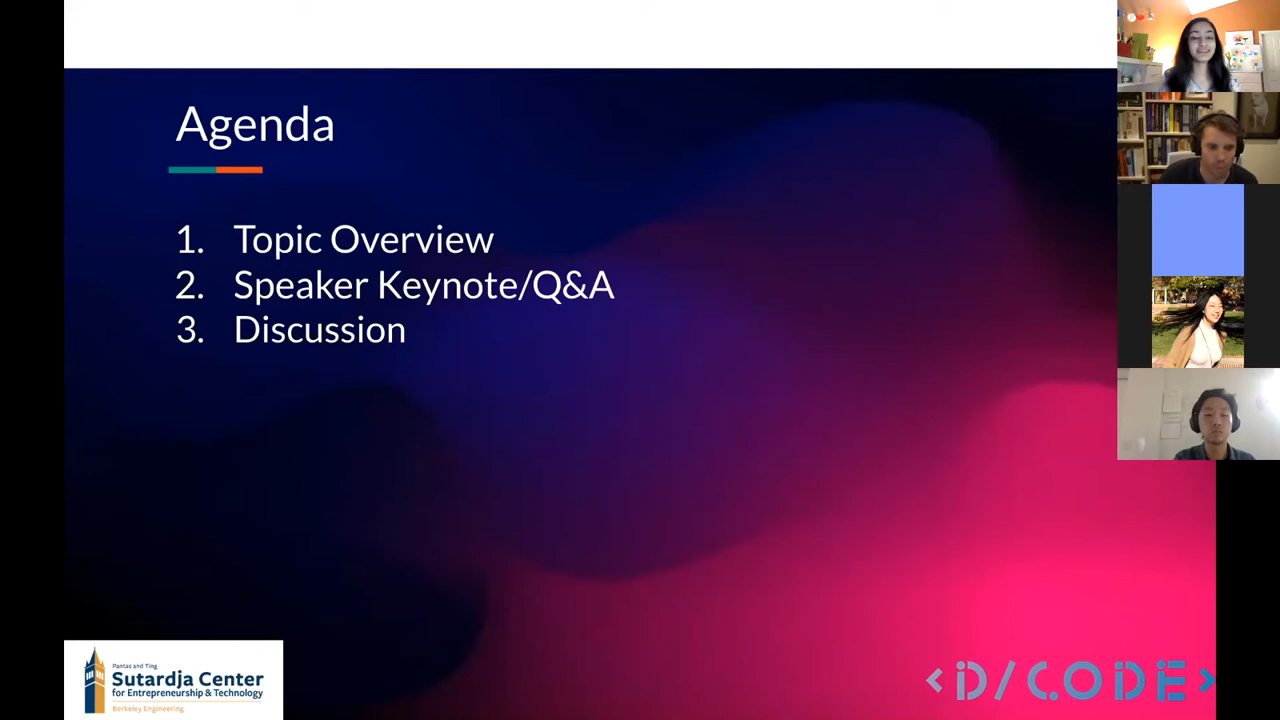 Agenda
1. Topic Overview
2. Speaker Keynote/Q&A
3. Discussion
Pantas and Ting
Sutardja Center
for Entrepreneurship & Technology
Berkeley Engineering
<D/CODE>